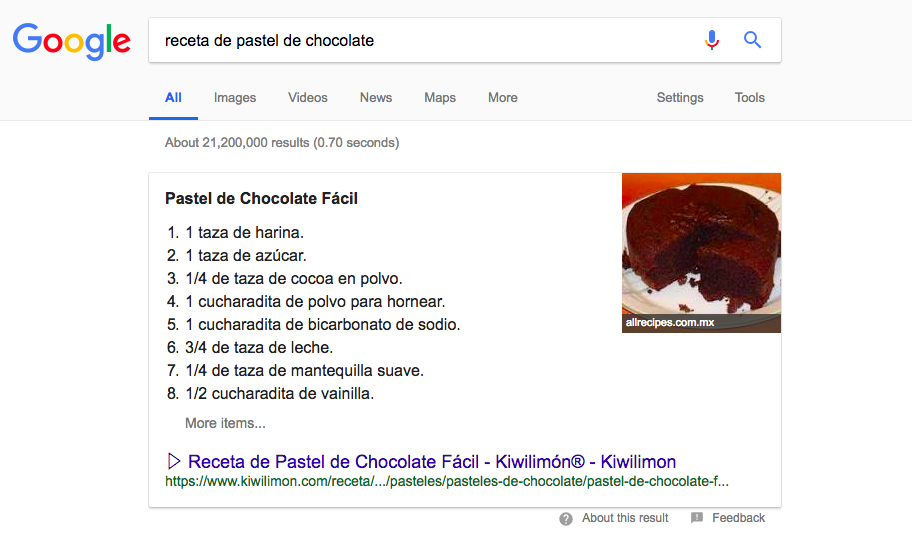 Google
receta de pastel de chocolate
All Images Videos News Maps More Settings Tools
About 21,200,000 results (0.70 seconds)
Pastel de Chocolate Fácil
1. 1 taza de harina.
2. 1 taza de azúcar.
3. 1/4 de taza de cocoa en polvo.
4. 1 cucharadita de polvo para hornear.
5. 1 cucharadita de bicarbonato de sodio.
6. 3/4 de taza de leche.
7. 1/4 de taza de mantequilla suave.
8. 1/2 cucharadita de vainilla.
More items...
allrecipes.com.mx
▷ Receta de Pastel de Chocolate Fácil - Kiwilimón® - Kiwilimon
https://www.kiwilimon.com/receta/.../pasteles/pasteles-de-chocolate/pastel-de-chocolate-f...
About this result Feedback